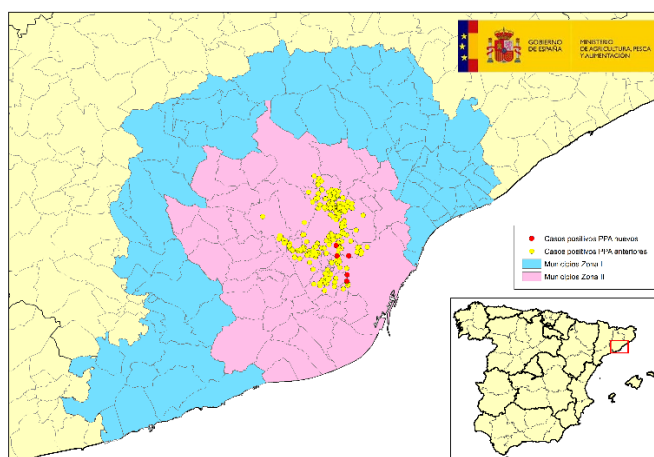 GOBIERNO
DE ESPAÑA
MINISTERIO
DE AGRICULTURA, PESCA
Y ALIMENTACIÓN
Casos positivos PPA nuevos
Casos positivos PPA anteriores
Municipios Zona I
Municipios Zona II